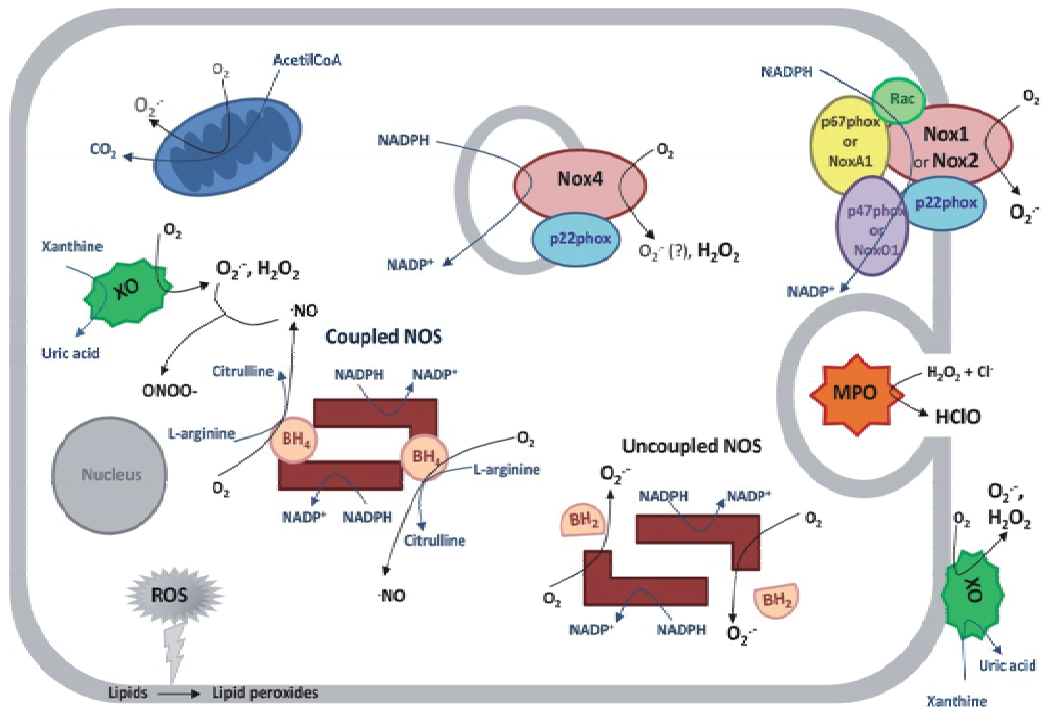 O₂
AcetilCoA
O₂·-
CO₂
NADPH
O₂
Nox4
p22phox
NADP⁺
O₂·- (?), H₂O₂
NADPH
Rac
O₂
p67phox
or
NoxA1
Nox1
or Nox2
p47phox
or
NoxO1
p22phox
O₂·-
NADP⁺
Xanthine
O₂
XO
O₂·-, H₂O₂
Uric acid
·NO
ONOO-
Coupled NOS
Citrulline
NADPH
NADP⁺
L-arginine
BH₄
BH₄
O₂
L-arginine
O₂
NADP⁺
NADPH
Citrulline
·NO
Nucleus
MPO
H₂O₂ + Cl-
HClO
Uncoupled NOS
O₂·-
NADPH
NADP⁺
BH₂
O₂
O₂
BH₂
NADP⁺
NADPH
O₂·-
O₂·-,
O₂
H₂O₂
XO
Uric acid
Xanthine
ROS
Lipids
Lipid peroxides